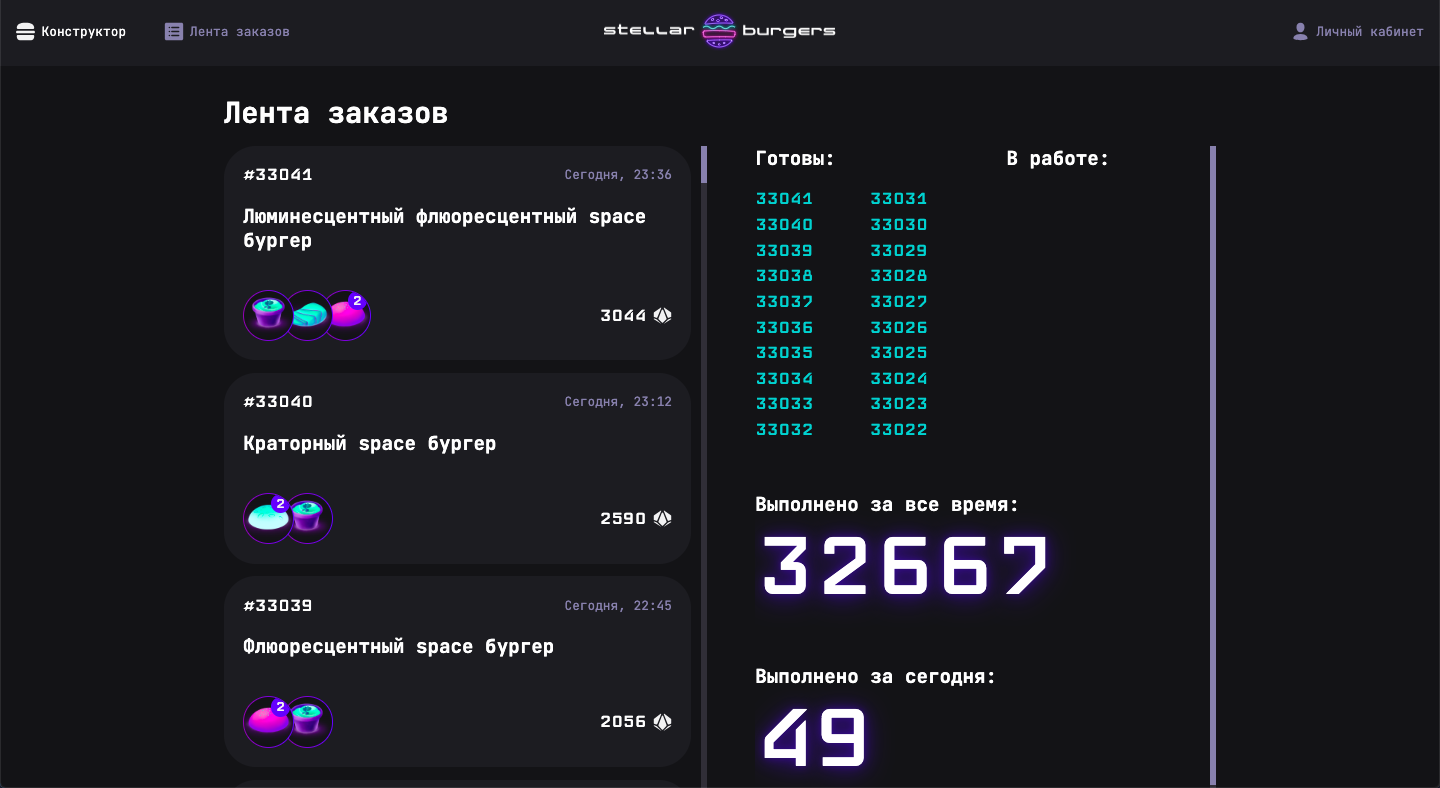 Конструктор
Лента заказов
stellar burgers
Личный кабинет
Лента заказов
#33041
Сегодня, 23:36
Люминесцентный флюоресцентный space
бургер
2
3044
#33040
Сегодня, 23:12
Краторный space бургер
2
2590
#33039
Сегодня, 22:45
Флюоресцентный space бургер
2
2056
Готовы:
В работе:
33041 33031
33040 33030
33039 33029
33038 33028
33037 33027
33036 33026
33035 33025
33034 33024
33033 33023
33032 33022
Выполнено за все время:
32667
Выполнено за сегодня:
49